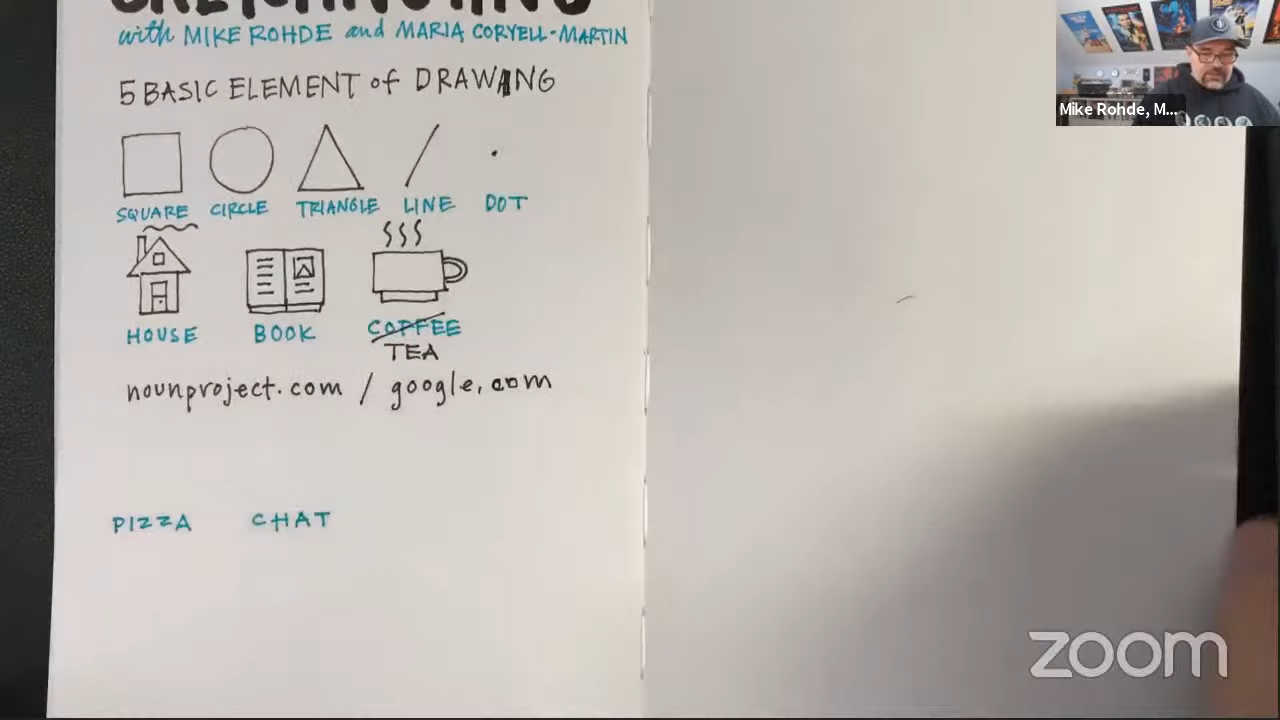 with MIKE ROHDE and MARIA CORYELL-MARTIN
5 BASIC ELEMENT of DRAWING
SQUARE CIRCLE TRIANGLE LINE DOT
HOUSE BOOK COFFEE
TEA
nounproject.com / google.com
PIZZA CHAT
Mike Rohde, M...
zoom